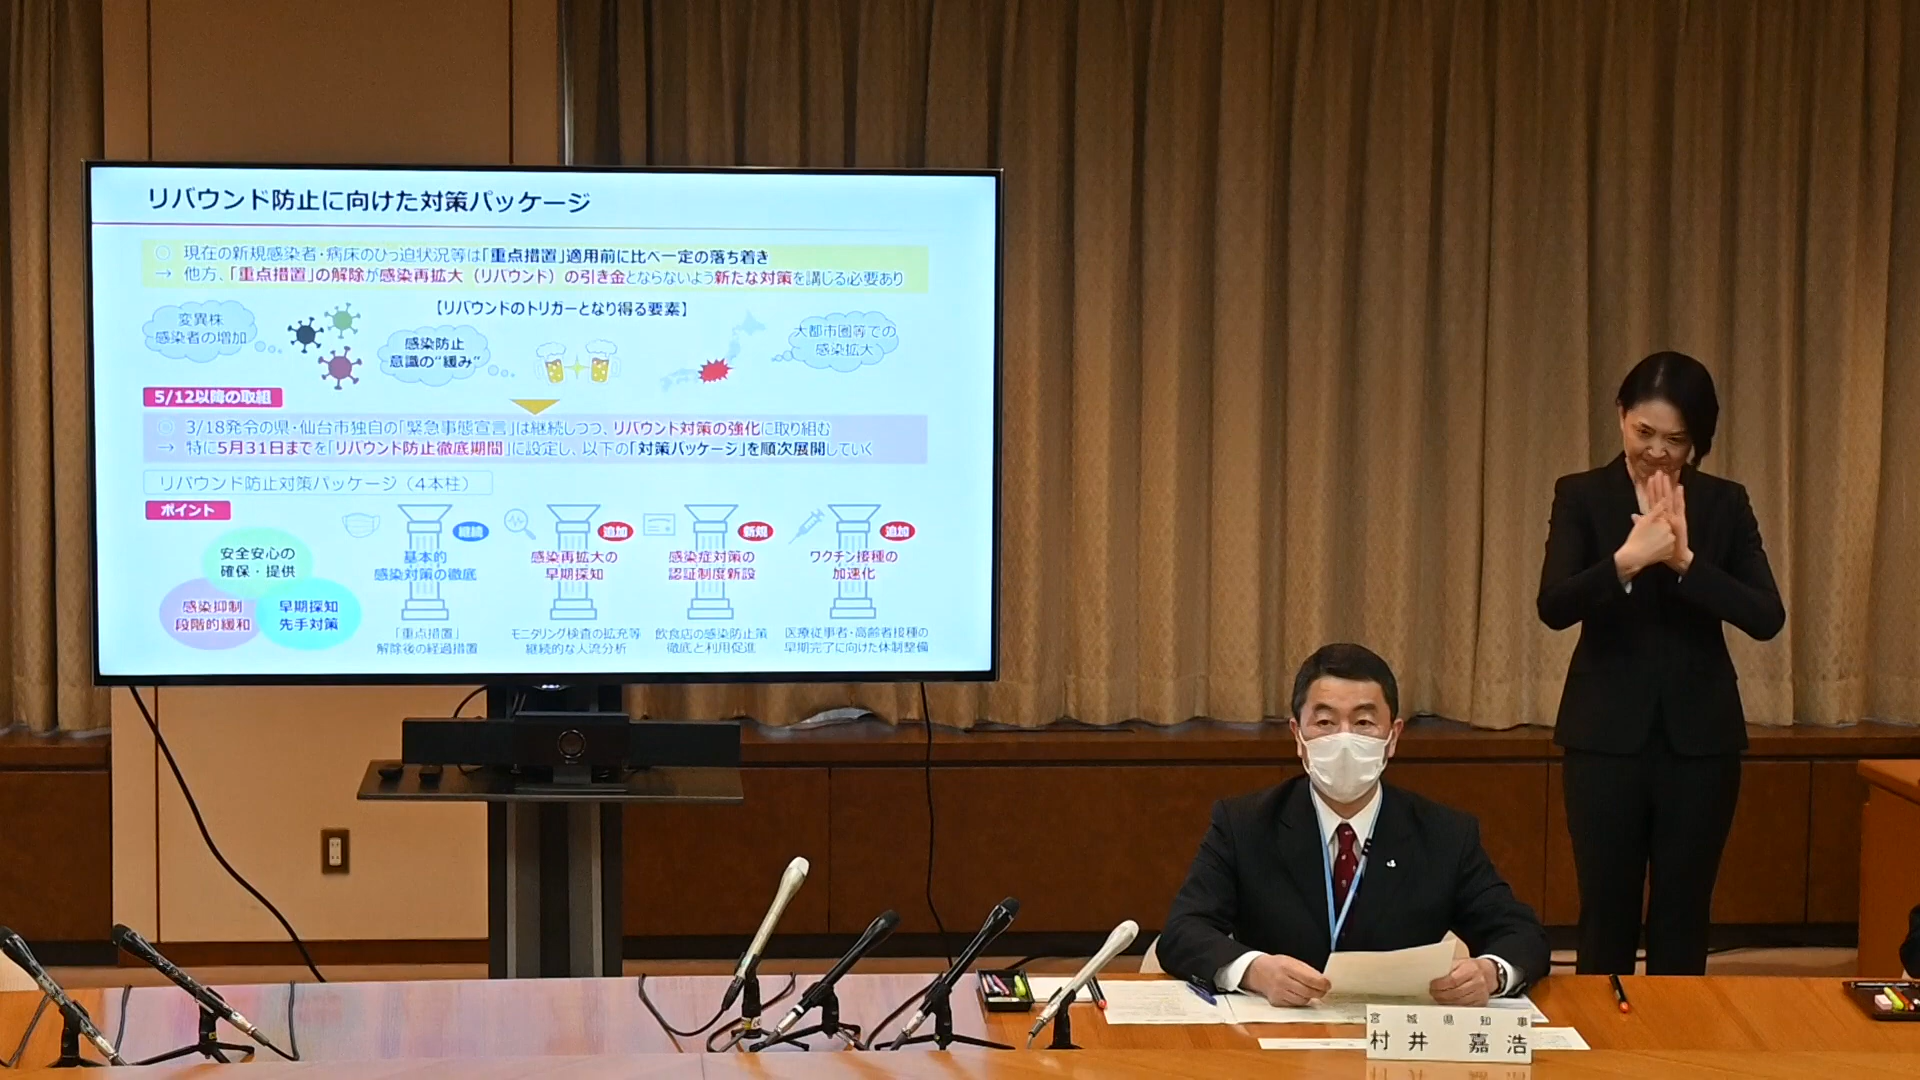 リバウンド防止に向けた対策パッケージ
○ 現在の新規感染者・病床のひっ迫状況等は「重点措置」適用前に比べ一定の落ち着き
→ 他方、「重点措置」の解除が感染再拡大（リバウンド）の引き金とならないよう新たな対策を講じる必要あり
【リバウンドのトリガーとなり得る要素】
変異株
感染者の増加
感染防止
意識の“緩み”
大都市圏等での
感染拡大
5/12以降の取組
◎ 3/18発令の県・仙台市独自の「緊急事態宣言」は継続しつつ、リバウンド対策の強化に取り組む
→ 特に5月31日までを「リバウンド防止徹底期間」に設定し、以下の「対策パッケージ」を順次展開していく
リバウンド防止対策パッケージ（４本柱）
ポイント
安全安心の
確保・提供
感染抑制
段階的緩和
早期探知
先手対策
継続
基本的
感染対策の徹底
「重点措置」
解除後の経過措置
追加
感染再拡大の
早期探知
モニタリング検査の拡充等
継続的な人流分析
新規
感染症対策の
認証制度新設
飲食店の感染防止策
徹底と利用促進
追加
ワクチン接種の
加速化
医療従事者・高齢者接種の
早期完了に向けた体制整備
宮城県知事
村井 嘉浩